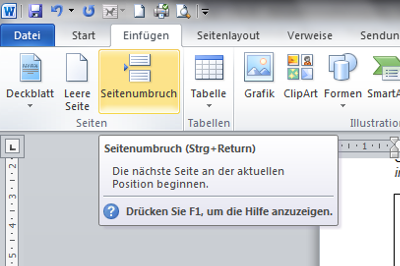 Datei Start Einfügen Seitenlayout Verweise Sendun
Deckblatt Leere Seite Seitenumbruch Tabelle Grafik ClipArt Formen SmartA
Seiten Tabellen Illustration
Seitenumbruch (Strg+Return)
Die nächste Seite an der aktuellen
Position beginnen.
Drücken Sie F1, um die Hilfe anzuzeigen.